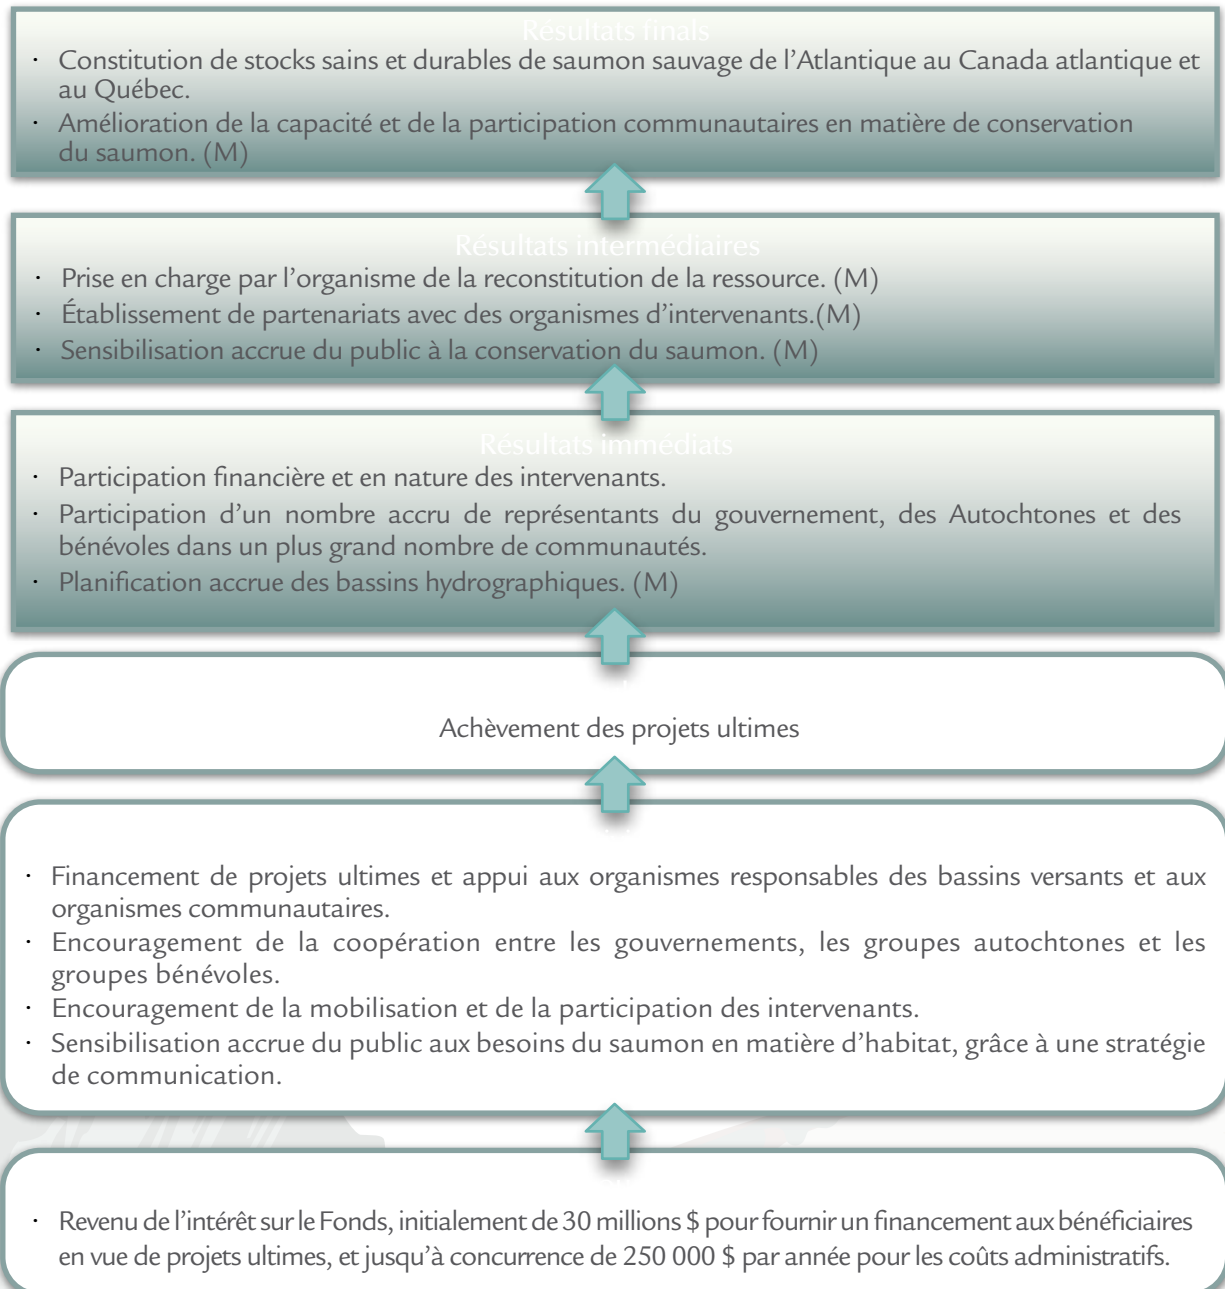 Résultats finals
· Constitution de stocks sains et durables de saumon sauvage de l’Atlantique au Canada atlantique et
au Québec.
· Amélioration de la capacité et de la participation communautaires en matière de conservation
du saumon. (M)
Résultats intermédiaires
· Prise en charge par l’organisme de la reconstitution de la ressource. (M)
· Établissement de partenariats avec des organismes d’intervenants.(M)
· Sensibilisation accrue du public à la conservation du saumon. (M)
Résultats immédiats
· Participation financière et en nature des intervenants.
· Participation d’un nombre accru de représentants du gouvernement, des Autochtones et des
bénévoles dans un plus grand nombre de communautés.
· Planification accrue des bassins hydrographiques. (M)
Achèvement des projets ultimes
· Financement de projets ultimes et appui aux organismes responsables des bassins versants et aux
organismes communautaires.
· Encouragement de la coopération entre les gouvernements, les groupes autochtones et les
groupes bénévoles.
· Encouragement de la mobilisation et de la participation des intervenants.
· Sensibilisation accrue du public aux besoins du saumon en matière d’habitat, grâce à une stratégie
de communication.
· Revenu de l’intérêt sur le Fonds, initialement de 30 millions $ pour fournir un financement aux bénéficiaires
en vue de projets ultimes, et jusqu’à concurrence de 250 000 $ par année pour les coûts administratifs.